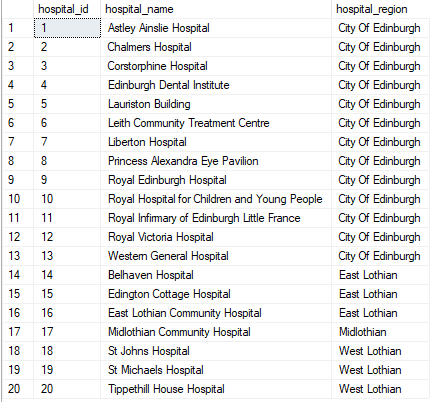 hospital_id hospital_name hospital_region
1 1 Astley Ainslie Hospital City Of Edinburgh
2 2 Chalmers Hospital City Of Edinburgh
3 3 Corstorphine Hospital City Of Edinburgh
4 4 Edinburgh Dental Institute City Of Edinburgh
5 5 Lauriston Building City Of Edinburgh
6 6 Leith Community Treatment Centre City Of Edinburgh
7 7 Liberton Hospital City Of Edinburgh
8 8 Princess Alexandra Eye Pavilion City Of Edinburgh
9 9 Royal Edinburgh Hospital City Of Edinburgh
10 10 Royal Hospital for Children and Young People City Of Edinburgh
11 11 Royal Infirmary of Edinburgh Little France City Of Edinburgh
12 12 Royal Victoria Hospital City Of Edinburgh
13 13 Western General Hospital City Of Edinburgh
14 14 Belhaven Hospital East Lothian
15 15 Edington Cottage Hospital East Lothian
16 16 East Lothian Community Hospital East Lothian
17 17 Midlothian Community Hospital Midlothian
18 18 St Johns Hospital West Lothian
19 19 St Michaels Hospital West Lothian
20 20 Tippethill House Hospital West Lothian